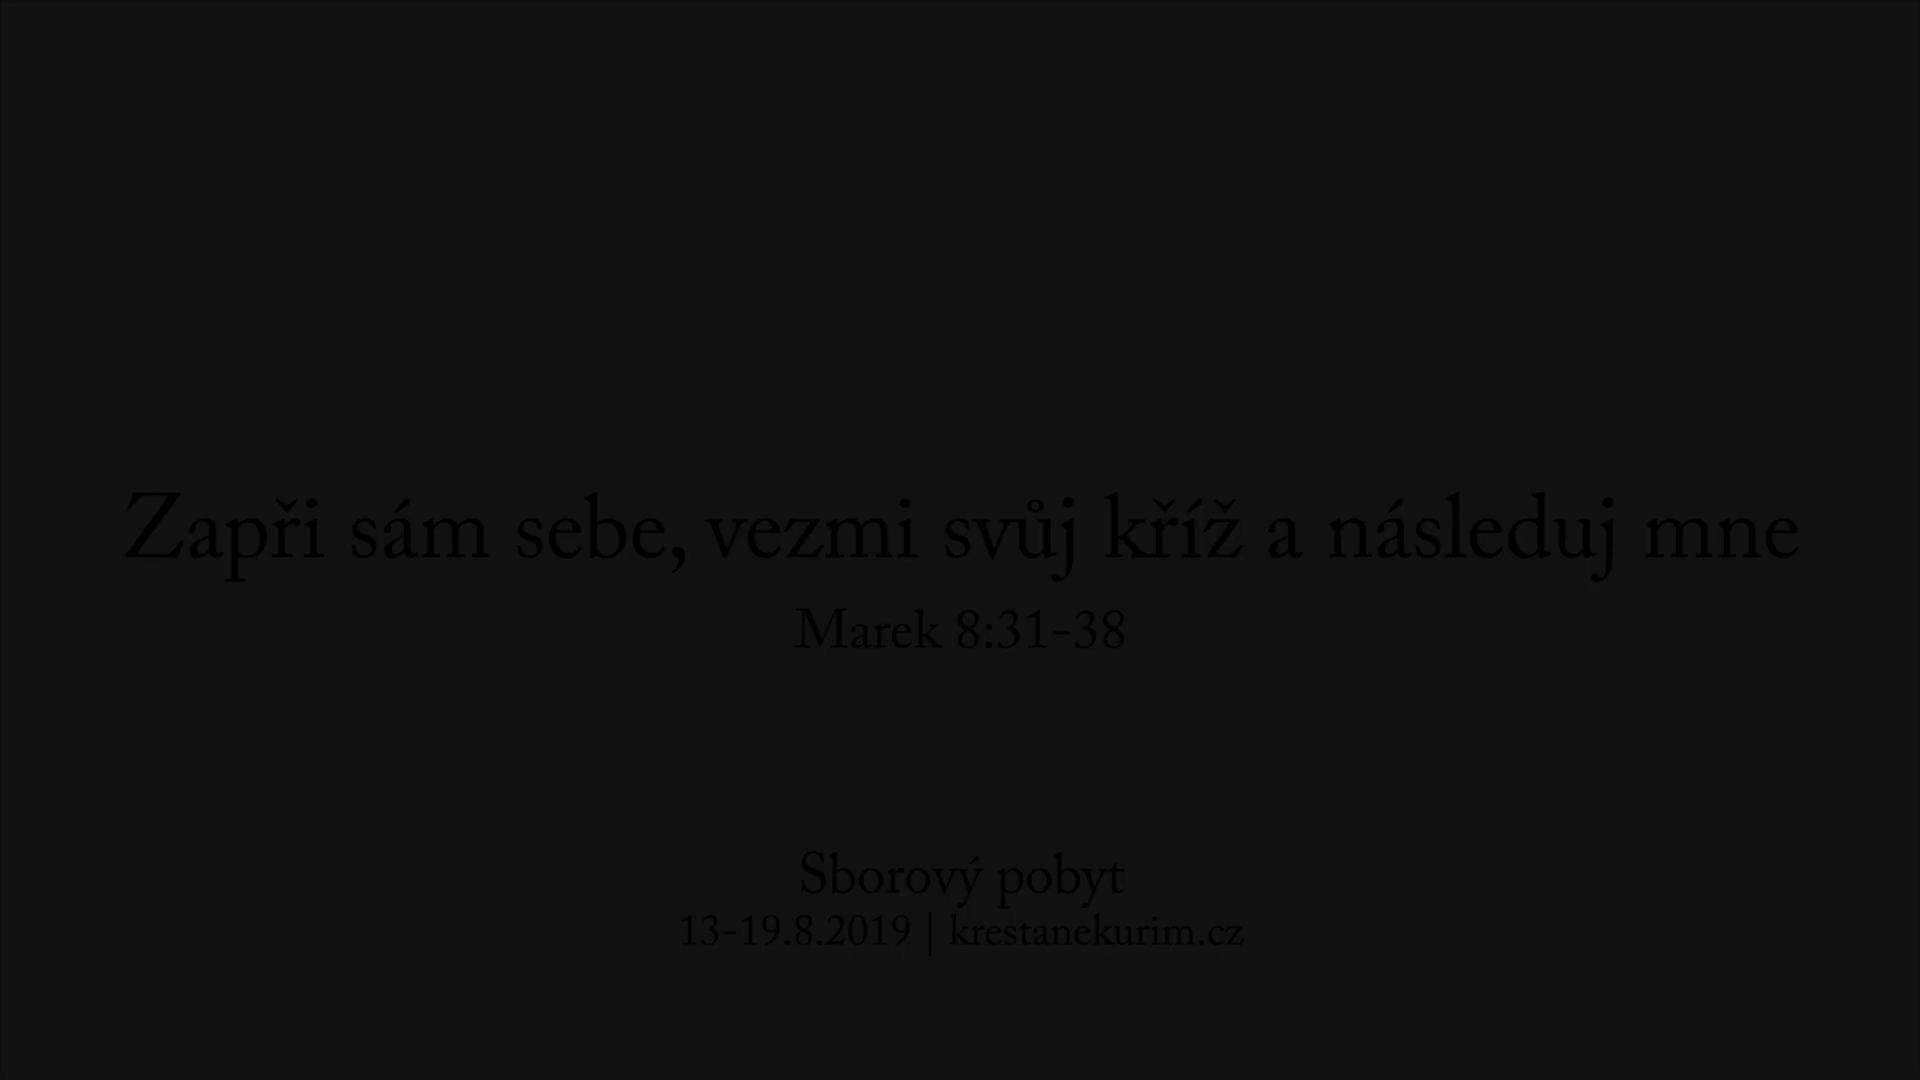 Zapři sám sebe, vezmi svůj kříž a následuj mne
Marek 8:31-38
Sborový pobyt
13-19.8.2019 | krestanekurim.cz